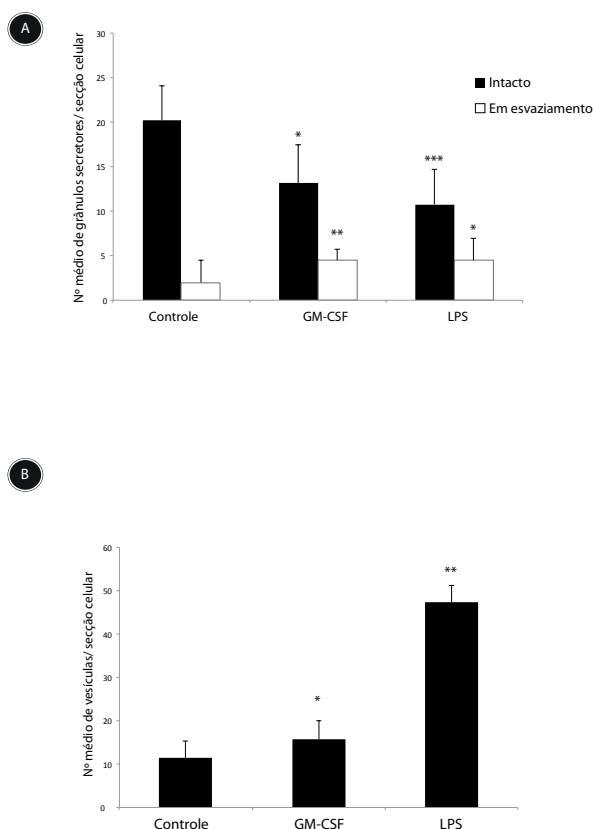 A
Nº médio de grânulos secretores/ secção celular
30
25
20
15
10
5
0
Intacto
Em esvaziamento
*
**
***
*
Controle
GM-CSF
LPS
B
Nº médio de vesículas/ secção celular
60
50
40
30
20
10
0
*
**
Controle
GM-CSF
LPS